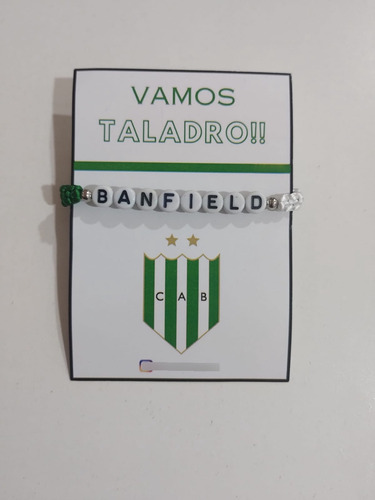 VAMOS
TALADRO!!
BANFIELD
C A B